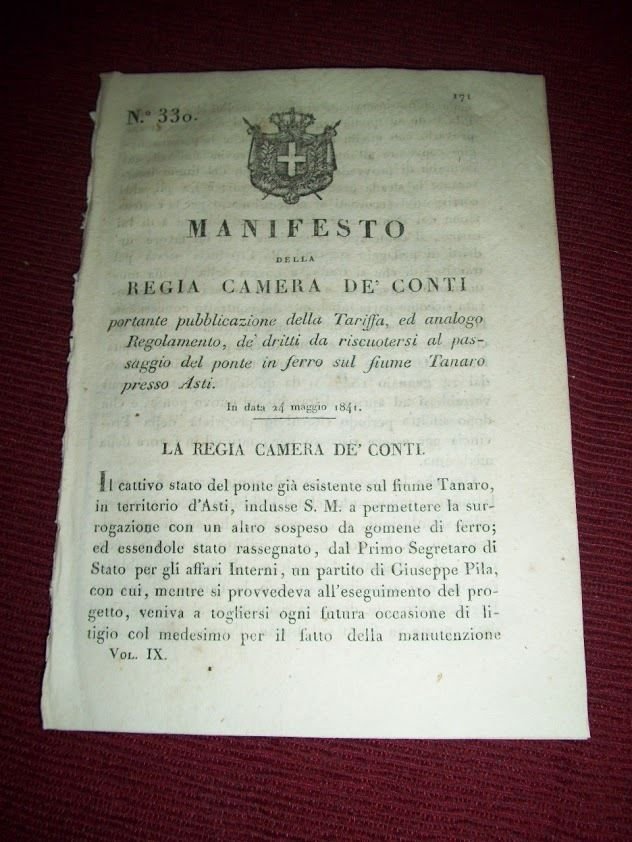 171
N.° 330.
MANIFESTO
DELLA
REGIA CAMERA DE' CONTI
portante pubblicazione della Tariffa, ed analogo
Regolamento, de' dritti da riscuotersi al pas-
saggio del ponte in ferro sul fiume Tanaro
presso Asti.
In data 24 maggio 1841.
LA REGIA CAMERA DE' CONTI.
Il cattivo stato del ponte già esistente sul fiume Tanaro,
in territorio d'Asti, indusse S. M. a permettere la sur-
rogazione con un altro sospeso da gomene di ferro;
ed essendole stato rassegnato, dal Primo Segretaro di
Stato per gli affari Interni, un partito di Giuseppe Pila,
con cui, mentre si provvedeva all'eseguimento del pro-
getto, veniva a togliersi ogni futura occasione di li-
tigio col medesimo per il fatto della manutenzione
VOL. IX.